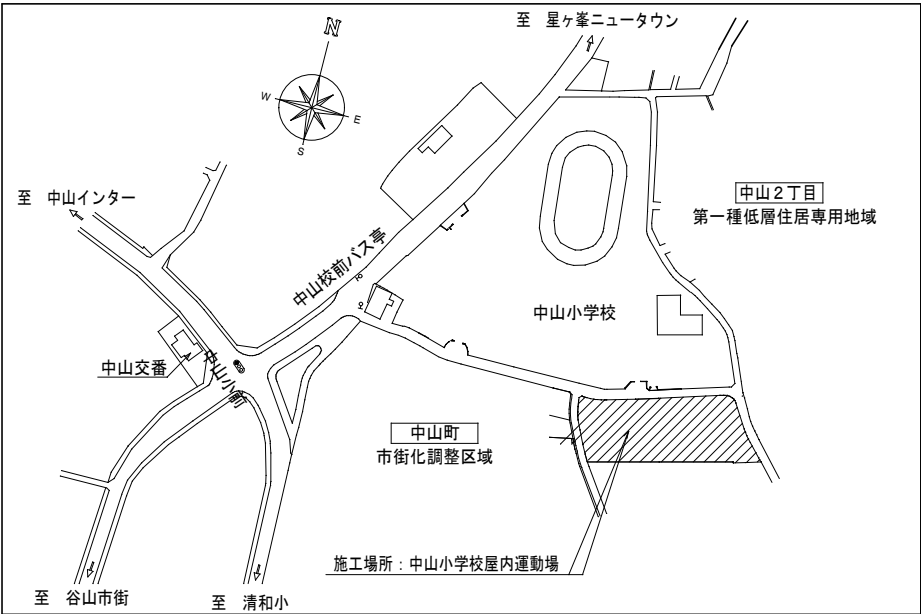 至 星ヶ峯ニュータウン
N
W
E
S
至 中山インター
中山2丁目
第一種低層住居専用地域
中山校前バス亭
中山小学校
中山交番
中山小前
中山町
市街化調整区域
施工場所：中山小学校屋内運動場
至 谷山市街
至 清和小